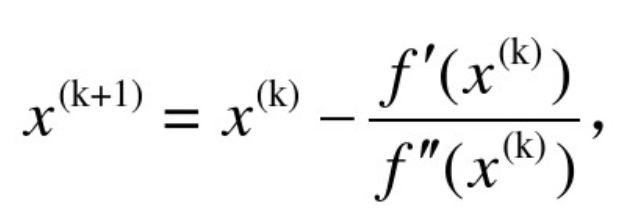 x^(k+1) = x^(k) − f′(x^(k)) / f″(x^(k)),